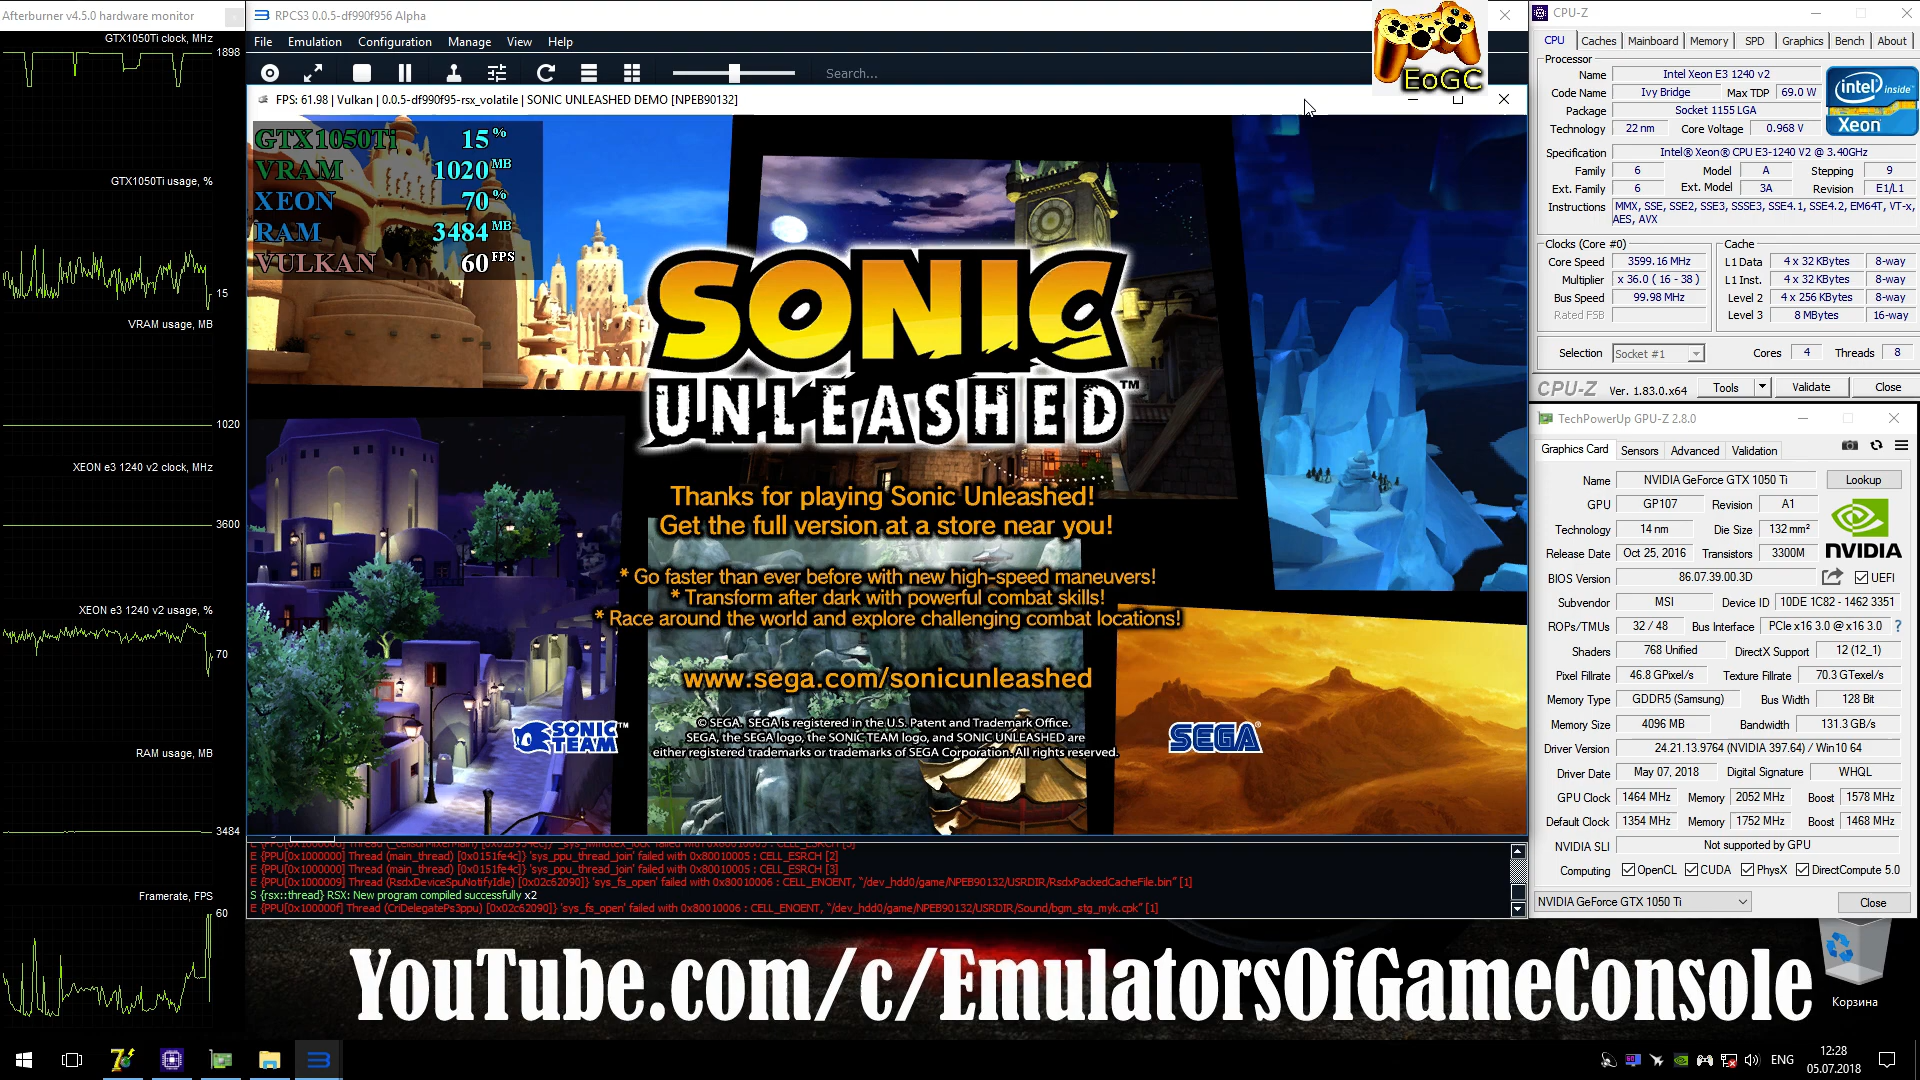 Afterburner v4.5.0 hardware monitor
GTX1050Ti clock, MHz
1898
GTX1050Ti usage, %
15
VRAM usage, MB
1020
XEON e3 1240 v2 clock, MHz
3600
XEON e3 1240 v2 usage, %
70
RAM usage, MB
3484
Framerate, FPS
60
RPCS3 0.0.5-df990f956 Alpha
File Emulation Configuration Manage View Help
Search...
EoGC
FPS: 61.98 | Vulkan | 0.0.5-df990f95-rsx_volatile | SONIC UNLEASHED DEMO [NPEB90132]
GTX1050Ti 15 %
VRAM 1020 MB
XEON 70 %
RAM 3484 MB
VULKAN 60 FPS
SONIC
UNLEASHED™
Thanks for playing Sonic Unleashed!
Get the full version at a store near you!
* Go faster than ever before with new high-speed maneuvers!
* Transform after dark with powerful combat skills!
* Race around the world and explore challenging combat locations!
www.sega.com/sonicunleashed
SONIC TEAM™
© SEGA. SEGA is registered in the U.S. Patent and Trademark Office.
SEGA, the SEGA logo, the SONIC TEAM logo, and SONIC UNLEASHED are
either registered trademarks or trademarks of SEGA Corporation. All rights reserved.
SEGA®
E {PPU[0x1000000] Thread (main_thread) [0x0151fe4c]} 'sys_ppu_thread_join' failed with 0x80010005 : CELL_ESRCH [2]
E {PPU[0x1000000] Thread (main_thread) [0x0151fe4c]} 'sys_ppu_thread_join' failed with 0x80010005 : CELL_ESRCH [3]
E {PPU[0x1000009] Thread (RsdxDeviceSpuNotifyIdle) [0x02c62090]} 'sys_fs_open' failed with 0x80010006 : CELL_ENOENT, "/dev_hdd0/game/NPEB90132/USRDIR/RsdxPackedCacheFile.bin" [1]
S {rsx::thread} RSX: New program compiled successfully x2
E {PPU[0x100000f] Thread (CriDelegatePs3ppu) [0x02c62090]} 'sys_fs_open' failed with 0x80010006 : CELL_ENOENT, "/dev_hdd0/game/NPEB90132/USRDIR/Sound/bgm_stg_myk.cpk" [1]
CPU-Z
CPU Caches Mainboard Memory SPD Graphics Bench About
Processor
Name Intel Xeon E3 1240 v2
Code Name Ivy Bridge Max TDP 69.0 W
Package Socket 1155 LGA
Technology 22 nm Core Voltage 0.968 V
intel inside™
Xeon
Specification Intel® Xeon® CPU E3-1240 V2 @ 3.40GHz
Family 6 Model A Stepping 9
Ext. Family 6 Ext. Model 3A Revision E1/L1
Instructions MMX, SSE, SSE2, SSE3, SSSE3, SSE4.1, SSE4.2, EM64T, VT-x,
AES, AVX
Clocks (Core #0) Cache
Core Speed 3599.16 MHz L1 Data 4 x 32 KBytes 8-way
Multiplier x 36.0 ( 16 - 38 ) L1 Inst. 4 x 32 KBytes 8-way
Bus Speed 99.98 MHz Level 2 4 x 256 KBytes 8-way
Rated FSB Level 3 8 MBytes 16-way
Selection Socket #1 Cores 4 Threads 8
CPU-Z Ver. 1.83.0.x64 Tools Validate Close
TechPowerUp GPU-Z 2.8.0
Graphics Card Sensors Advanced Validation
Name NVIDIA GeForce GTX 1050 Ti Lookup
GPU GP107 Revision A1
Technology 14 nm Die Size 132 mm²
Release Date Oct 25, 2016 Transistors 3300M
NVIDIA
BIOS Version 86.07.39.00.3D UEFI
Subvendor MSI Device ID 10DE 1C82 - 1462 3351
ROPs/TMUs 32 / 48 Bus Interface PCIe x16 3.0 @ x16 3.0 ?
Shaders 768 Unified DirectX Support 12 (12_1)
Pixel Fillrate 46.8 GPixel/s Texture Fillrate 70.3 GTexel/s
Memory Type GDDR5 (Samsung) Bus Width 128 Bit
Memory Size 4096 MB Bandwidth 131.3 GB/s
Driver Version 24.21.13.9764 (NVIDIA 397.64) / Win10 64
Driver Date May 07, 2018 Digital Signature WHQL
GPU Clock 1464 MHz Memory 2052 MHz Boost 1578 MHz
Default Clock 1354 MHz Memory 1752 MHz Boost 1468 MHz
NVIDIA SLI Not supported by GPU
Computing OpenCL CUDA PhysX DirectCompute 5.0
NVIDIA GeForce GTX 1050 Ti Close
YouTube.com/c/EmulatorsOfGameConsole
Корзина
ENG
12:28
05.07.2018